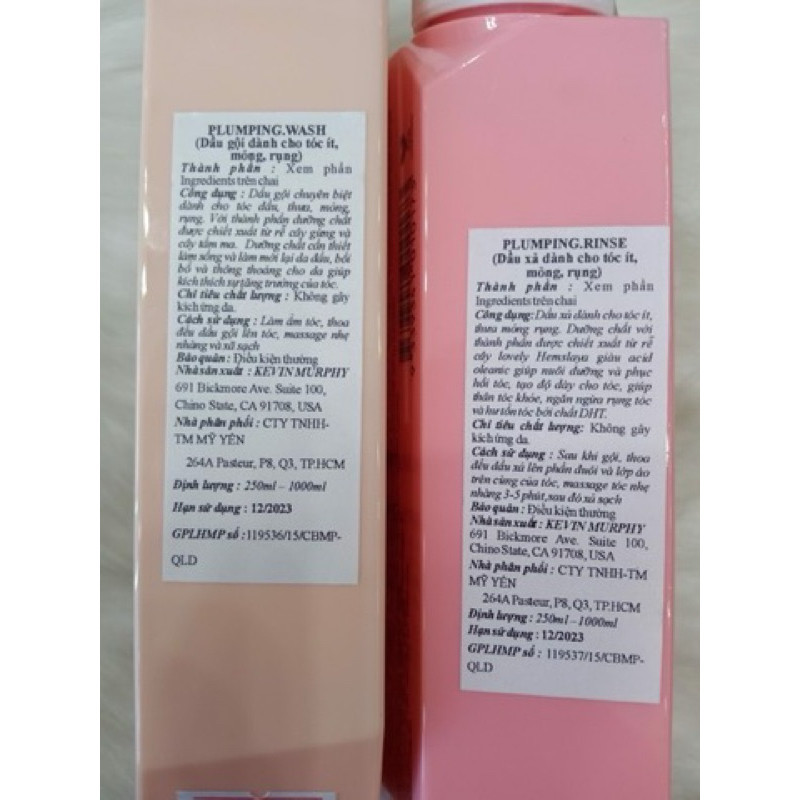 PLUMPING.WASH
(Dầu gội dành cho tóc ít,
mỏng, rụng)
Thành phần : Xem phần
Ingredients trên chai
Công dụng : Dầu gội chuyên biệt
dành cho tóc dầu, thưa, mỏng,
rụng. Với thành phần dưỡng chất
được chiết xuất từ rễ cây gừng và
cây tầm ma. Dưỡng chất cần thiết
làm sống và làm mới lại da đầu, bồi
bổ và thông thoáng cho da giúp
kích thích sự tăng trưởng của tóc.
Chỉ tiêu chất lượng : Không gây
kích ứng da.
Cách sử dụng : Làm ẩm tóc, thoa
đều dầu gội lên tóc, massage nhẹ
nhàng và xã sạch
Bảo quản : Điều kiện thường
Nhà sản xuất : KEVIN MURPHY
691 Bickmore Ave. Suite 100,
Chino State, CA 91708, USA
Nhà phân phối : CTY TNHH-
TM MỸ YẾN
264A Pasteur, P8, Q3, TP.HCM
Định lượng : 250ml – 1000ml
Hạn sử dụng : 12/2023
GPLHMP số :119536/15/CBMP-
QLD
PLUMPING.RINSE
(Dầu xả dành cho tóc ít,
mỏng, rụng)
Thành phần : Xem phần
Ingredients trên chai
Công dụng:Dầu xả dành cho tóc ít,
thưa mỏng rụng. Dưỡng chất với
thành phần được chiết xuất từ rễ
cây lovely Hemslaya giàu acid
oleanic giúp nuôi dưỡng và phục
hồi tóc, tạo độ dày cho tóc, giúp
thân tóc khỏe, ngăn ngừa rụng tóc
và hư tổn tóc bởi chất DHT.
Chỉ tiêu chất lượng: Không gây
kích ứng da.
Cách sử dụng : Sau khi gội, thoa
đều dầu xả lên phần đuôi và lớp áo
trên cùng của tóc, massage tóc nhẹ
nhàng 3-5 phút,sau đó xả sạch
Bảo quản : Điều kiện thường
Nhà sản xuất : KEVIN MURPHY
691 Bickmore Ave. Suite 100,
Chino State, CA 91708, USA
Nhà phân phối : CTY TNHH-TM
MỸ YẾN
264A Pasteur, P8, Q3, TP.HCM
Định lượng : 250ml – 1000ml
Hạn sử dụng : 12/2023
GPLHMP số : 119537/15/CBMP-
QLD